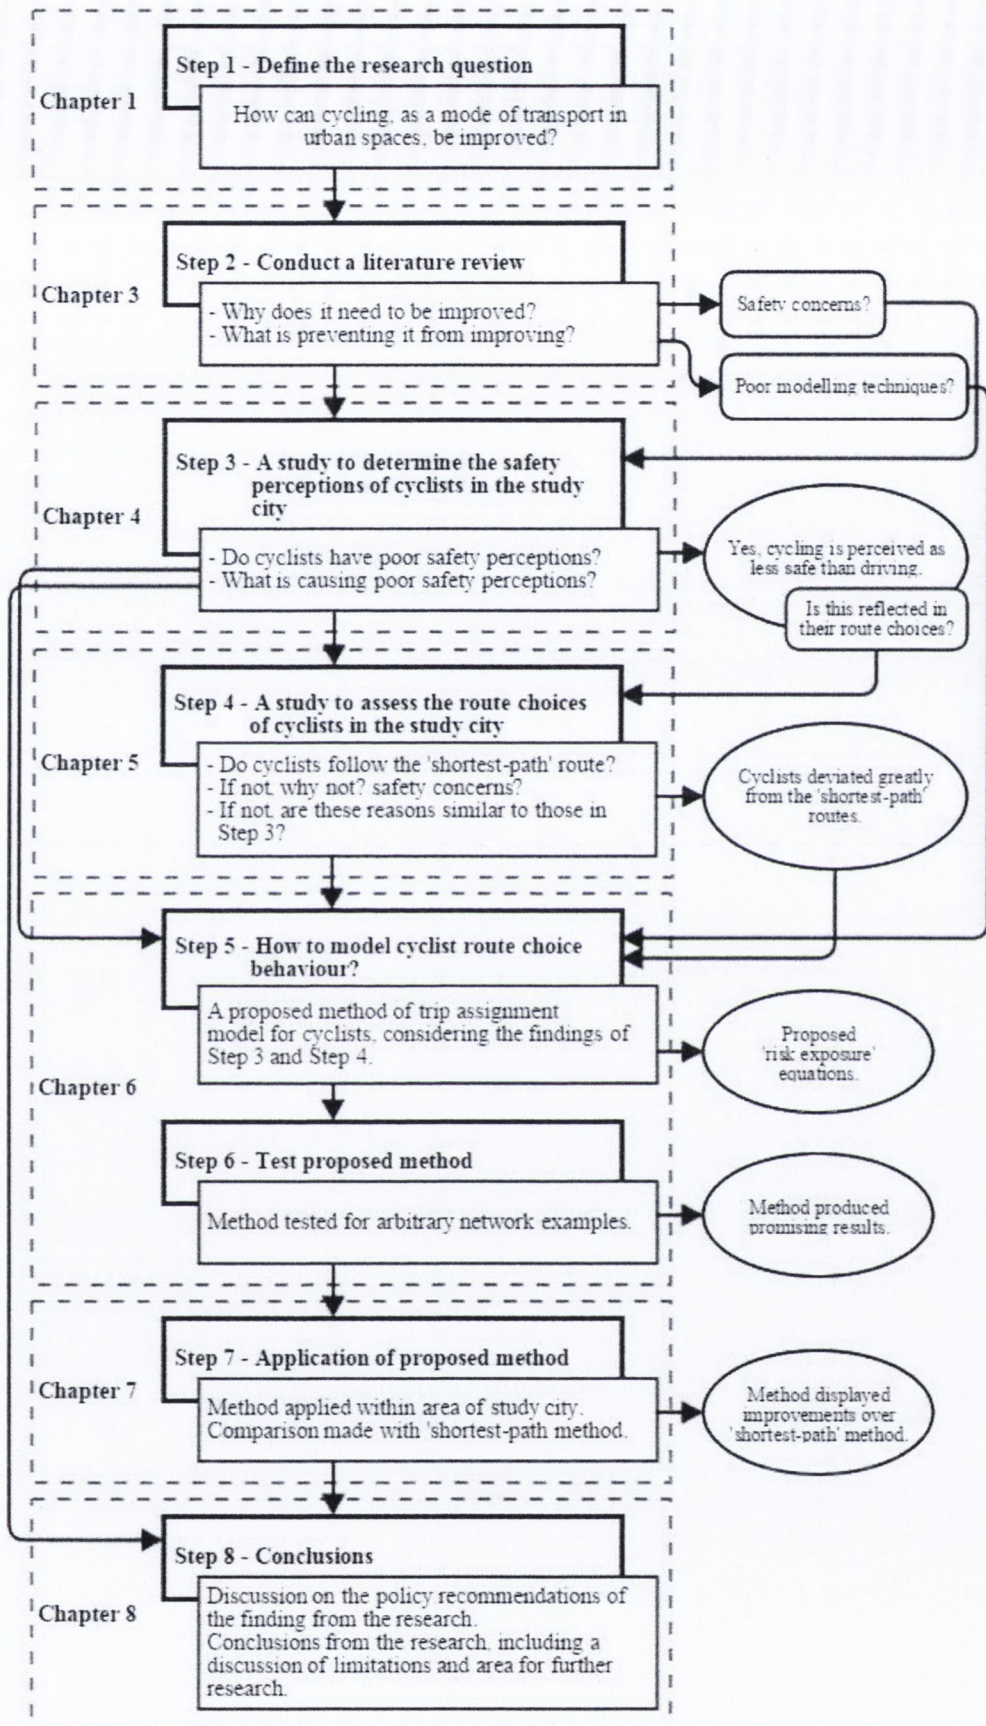 Step 1 - Define the research question
Chapter 1
How can cycling, as a mode of transport in
urban spaces, be improved?
Step 2 - Conduct a literature review
Chapter 3
- Why does it need to be improved?
- What is preventing it from improving?
Safety concerns?
Poor modelling techniques?
Step 3 - A study to determine the safety
perceptions of cyclists in the study
city
Chapter 4
- Do cyclists have poor safety perceptions?
- What is causing poor safety perceptions?
Yes, cycling is perceived as
less safe than driving.
Is this reflected in
their route choices?
Step 4 - A study to assess the route choices
of cyclists in the study city
Chapter 5
- Do cyclists follow the 'shortest-path' route?
- If not, why not? safety concerns?
- If not, are these reasons similar to those in
Step 3?
Cyclists deviated greatly
from the 'shortest-path'
routes.
Step 5 - How to model cyclist route choice
behaviour?
A proposed method of trip assignment
model for cyclists, considering the findings of
Step 3 and Step 4.
Chapter 6
Proposed
'risk exposure'
equations.
Step 6 - Test proposed method
Method tested for arbitrary network examples.
Method produced
promising results.
Step 7 - Application of proposed method
Chapter 7
Method applied within area of study city.
Comparison made with 'shortest-path method.
Method displayed
improvements over
'shortest-path' method.
Step 8 - Conclusions
Chapter 8
Discussion on the policy recommendations of
the finding from the research.
Conclusions from the research, including a
discussion of limitations and area for further
research.